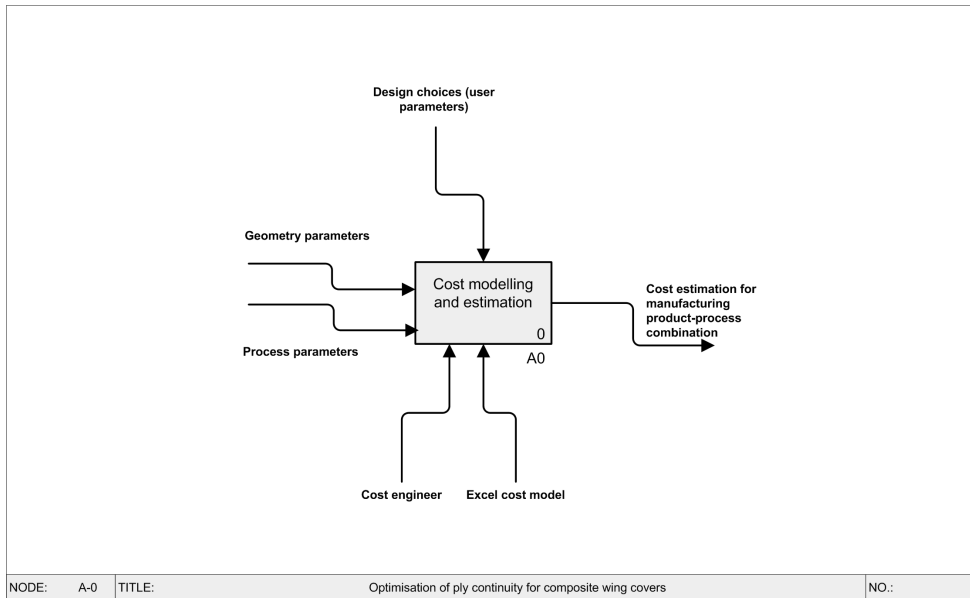 Design choices (user
parameters)
Geometry parameters
Cost modelling
and estimation
0
A0
Cost estimation for
manufacturing
product-process
combination
Process parameters
Cost engineer
Excel cost model
NODE: A-0 TITLE: Optimisation of ply continuity for composite wing covers NO.: